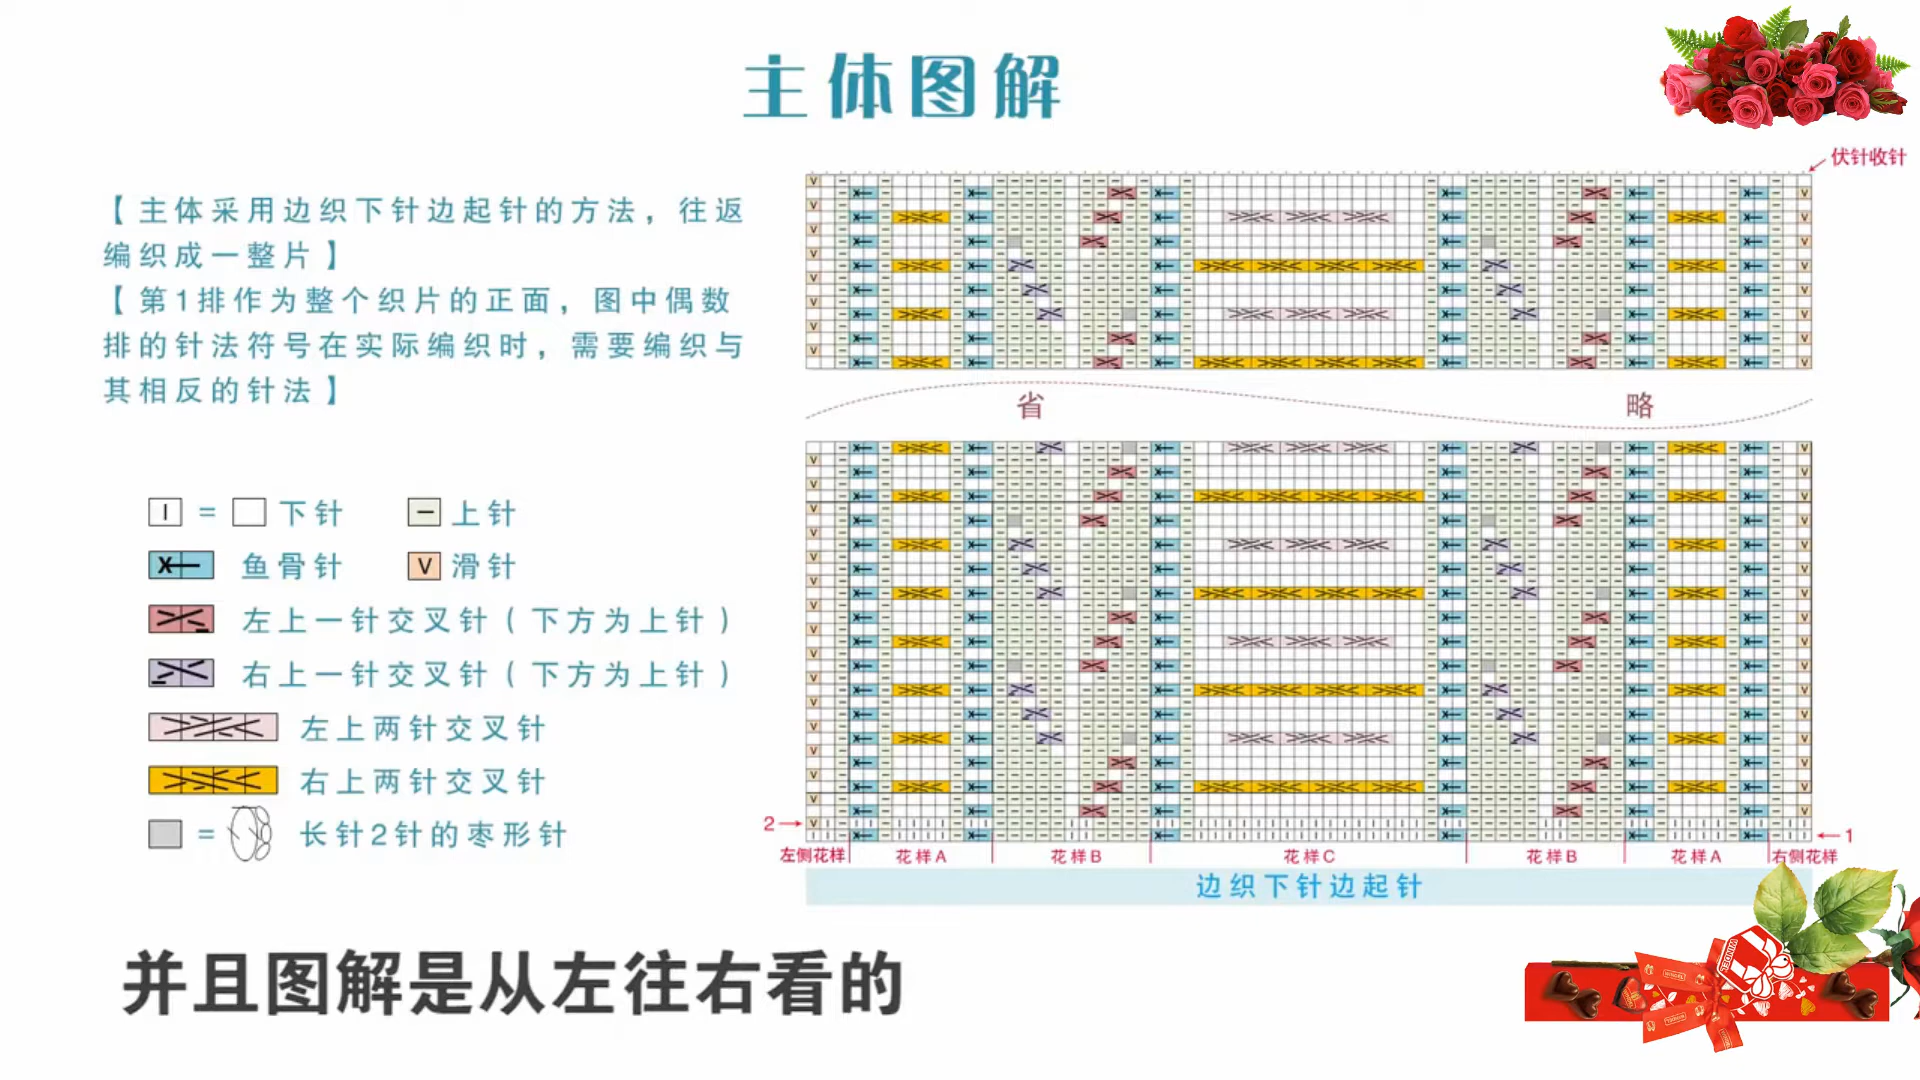 主体图解
伏针收针
【主体采用边织下针边起针的方法，往返
编织成一整片】
【第1排作为整个织片的正面，图中偶数
排的针法符号在实际编织时，需要编织与
其相反的针法】
省 略
| = 下针 − 上针
鱼骨针 V 滑针
左上一针交叉针（下方为上针）
右上一针交叉针（下方为上针）
左上两针交叉针
右上两针交叉针
= 长针2针的枣形针
2
1
左侧花样 花样A 花样B 花样C 花样B 花样A 右侧花样
边织下针边起针
并且图解是从左往右看的